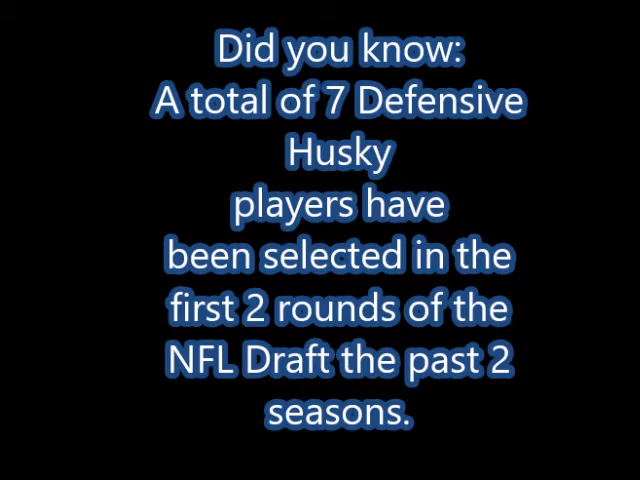 Did you know:
A total of 7 Defensive
Husky
players have
been selected in the
first 2 rounds of the
NFL Draft the past 2
seasons.